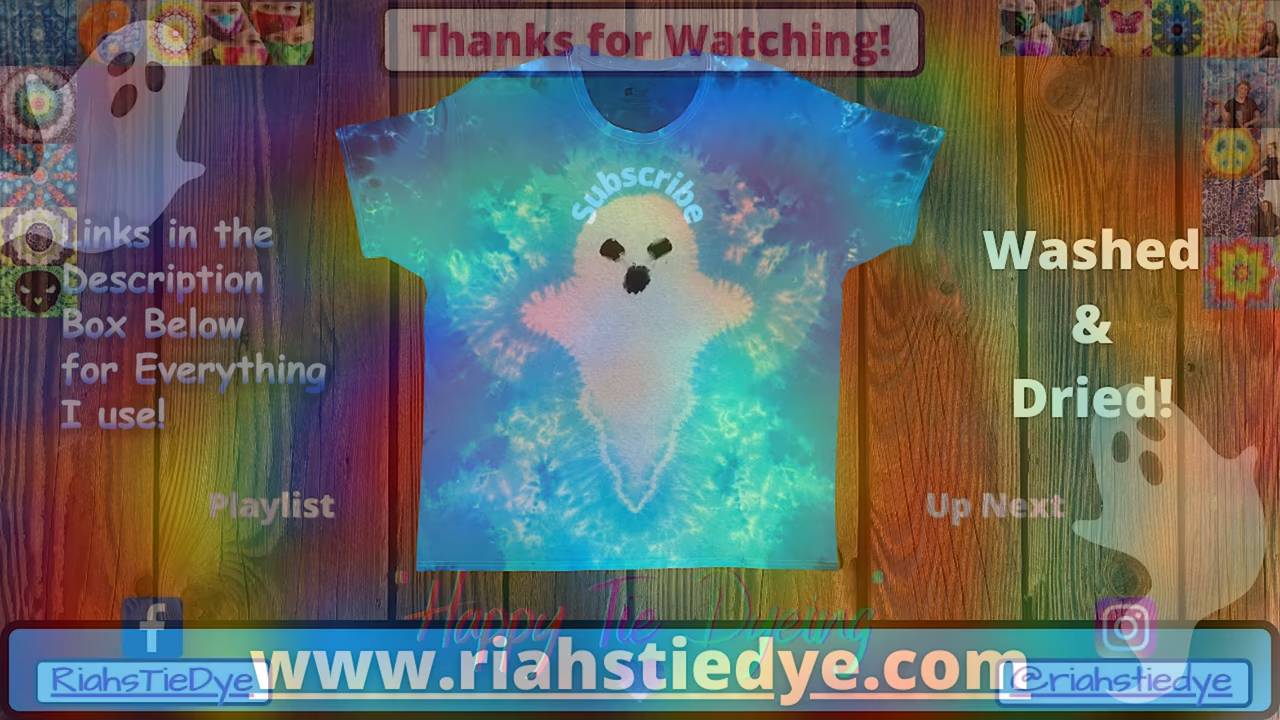 Thanks for Watching!
Subscribe
Links in the
Description
Box Below
for Everything
I use!
Washed
&
Dried!
Playlist
Up Next
Happy Tie Dyeing
www.riahstiedye.com
RiahsTieDye
@riahstiedye